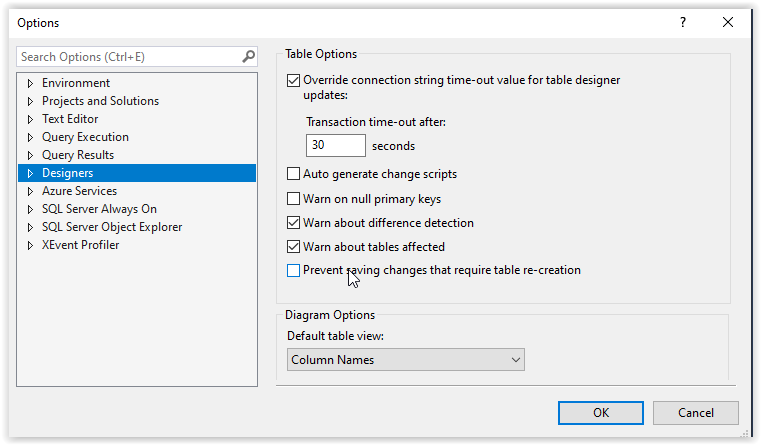 Options
?
Search Options (Ctrl+E)
Environment
Projects and Solutions
Text Editor
Query Execution
Query Results
Designers
Azure Services
SQL Server Always On
SQL Server Object Explorer
XEvent Profiler
Table Options
Override connection string time-out value for table designer
updates:
Transaction time-out after:
30 seconds
Auto generate change scripts
Warn on null primary keys
Warn about difference detection
Warn about tables affected
Prevent saving changes that require table re-creation
Diagram Options
Default table view:
Column Names
OK Cancel